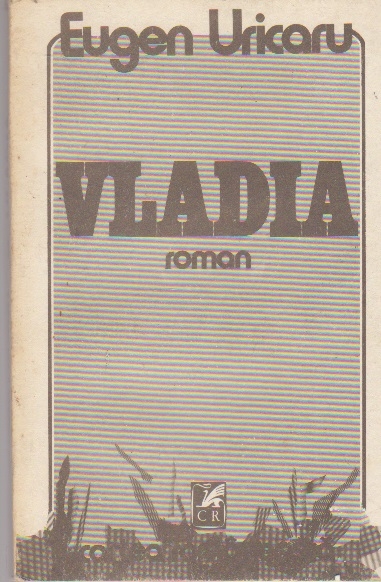 Eugen Uricaru
VLADIA
roman
CR